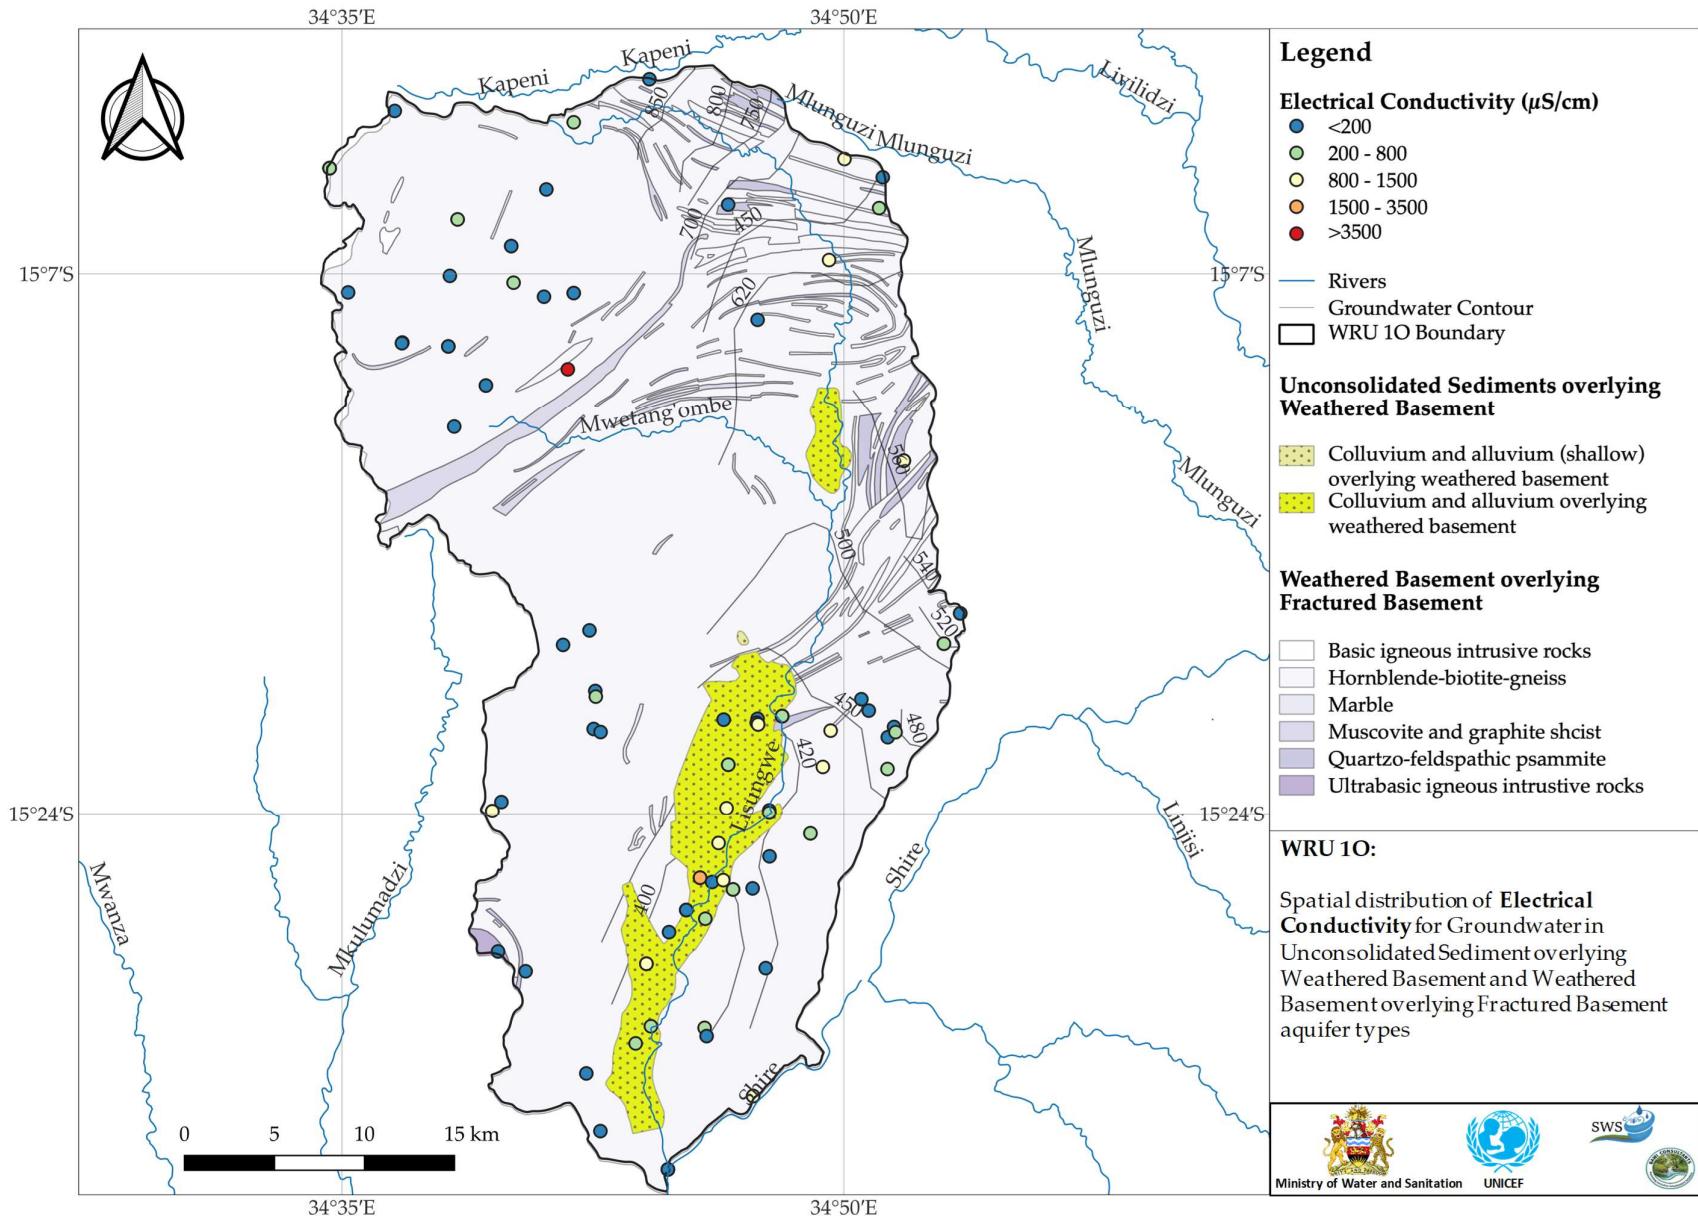 34°35'E
34°50'E
Kapeni
Kapeni
Livilidzi
850
800
750
Mlunguzi
Mlunguzi
700
450
Mlunguzi
15°7'S
15°7'S
620
Mwetang'ombe
560
Mlunguzi
500
540
520
450
480
420
Lisungwe
15°24'S
15°24'S
Linjisi
Shire
400
Mwanza
Mkulumadzi
Shire
0 5 10 15 km
34°35'E
34°50'E
Legend
Electrical Conductivity (µS/cm)
<200
200 - 800
800 - 1500
1500 - 3500
>3500
Rivers
Groundwater Contour
WRU 1O Boundary
Unconsolidated Sediments overlying
Weathered Basement
Colluvium and alluvium (shallow)
overlying weathered basement
Colluvium and alluvium overlying
weathered basement
Weathered Basement overlying
Fractured Basement
Basic igneous intrusive rocks
Hornblende-biotite-gneiss
Marble
Muscovite and graphite shcist
Quartzo-feldspathic psammite
Ultrabasic igneous intrustive rocks
WRU 1O:
Spatial distribution of Electrical
Conductivity for Groundwater in
Unconsolidated Sediment overlying
Weathered Basement and Weathered
Basement overlying Fractured Basement
aquifer types
SWS
Ministry of Water and Sanitation
UNICEF